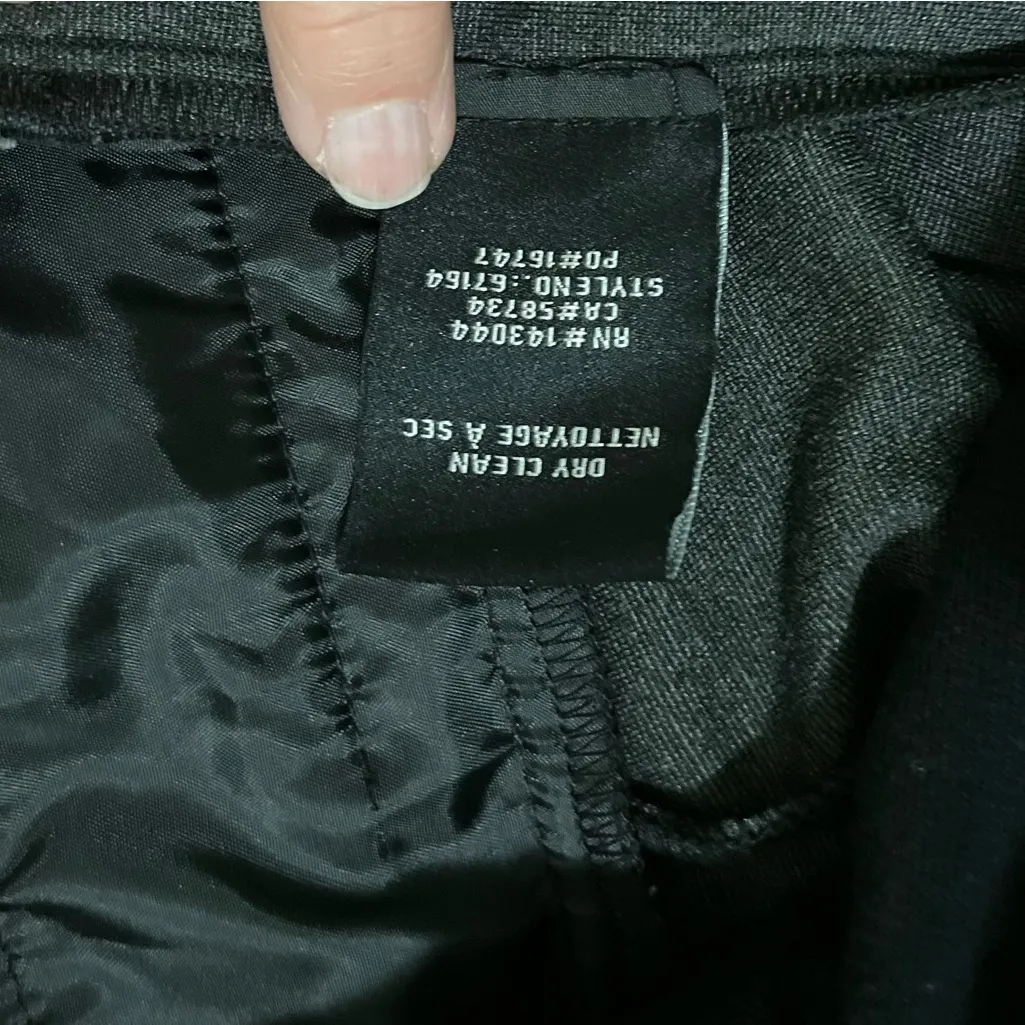 DRY CLEAN
NETTOYAGE À SEC
RN#143044
CA#58734
STYLENO.:67164
PO#16747